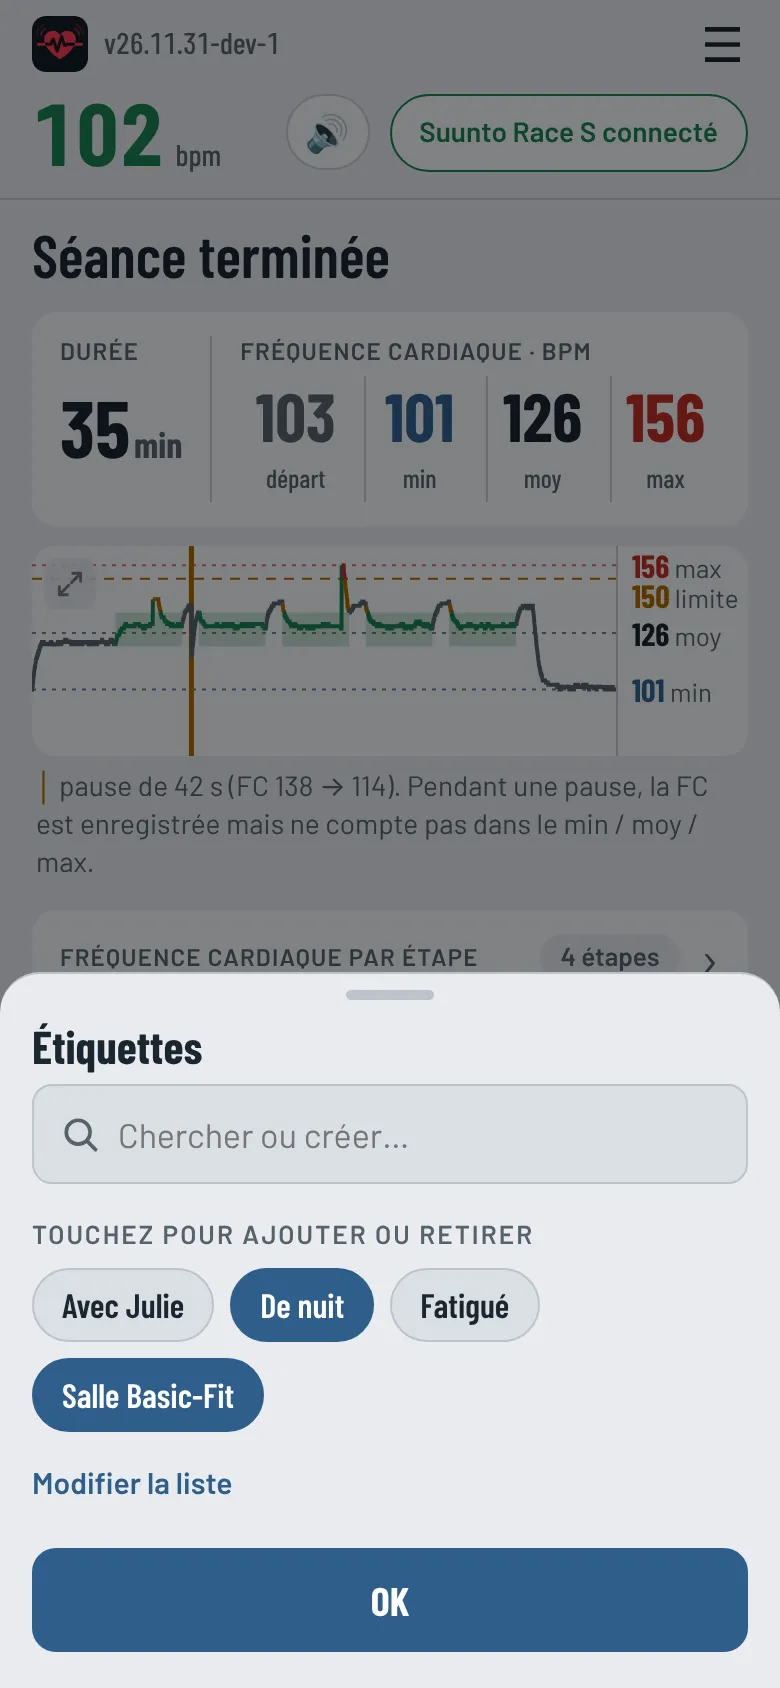 v26.11.31-dev-1
102 bpm
Suunto Race S connecté
Séance terminée
DURÉE
35 min
FRÉQUENCE CARDIAQUE · BPM
103 départ
101 min
126 moy
156 max
156 max
150 limite
126 moy
101 min
pause de 42 s (FC 138 → 114). Pendant une pause, la FC
est enregistrée mais ne compte pas dans le min / moy /
max.
FRÉQUENCE CARDIAQUE PAR ÉTAPE
4 étapes
Étiquettes
Chercher ou créer...
TOUCHEZ POUR AJOUTER OU RETIRER
Avec Julie
De nuit
Fatigué
Salle Basic-Fit
Modifier la liste
OK